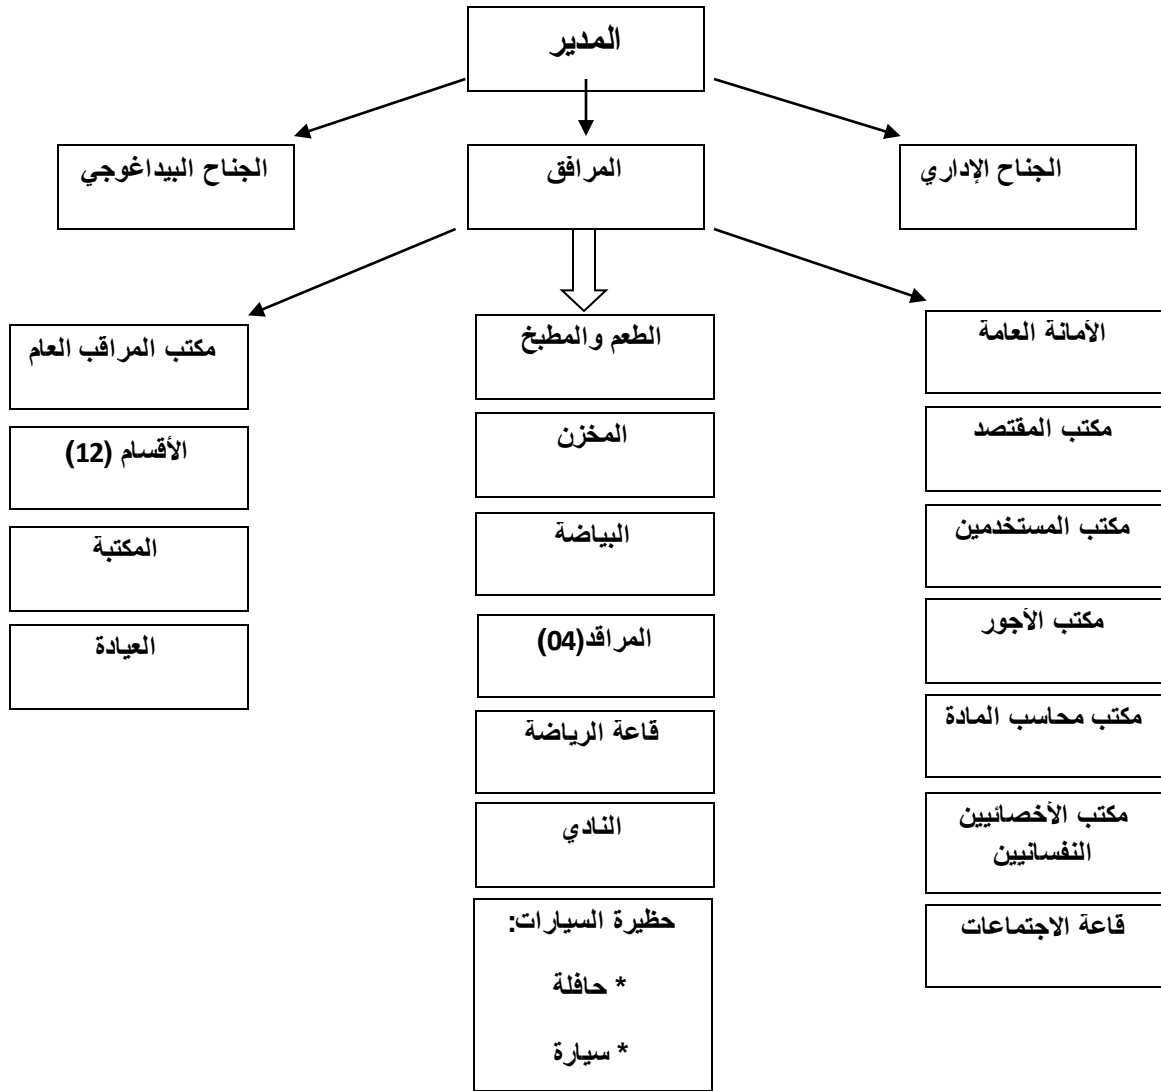 المدير
الجناح الإداري
المرافق
الجناح البيداغوجي
الأمانة العامة
مكتب المقتصد
مكتب المستخدمين
مكتب الأجور
مكتب محاسب المادة
مكتب الأخصائيين
النفسانيين
قاعة الاجتماعات
الطعم والمطبخ
المخزن
البياضة
المراقد(04)
قاعة الرياضة
النادي
حظيرة السيارات:
* حافلة
* سيارة
مكتب المراقب العام
الأقسام (12)
المكتبة
العيادة